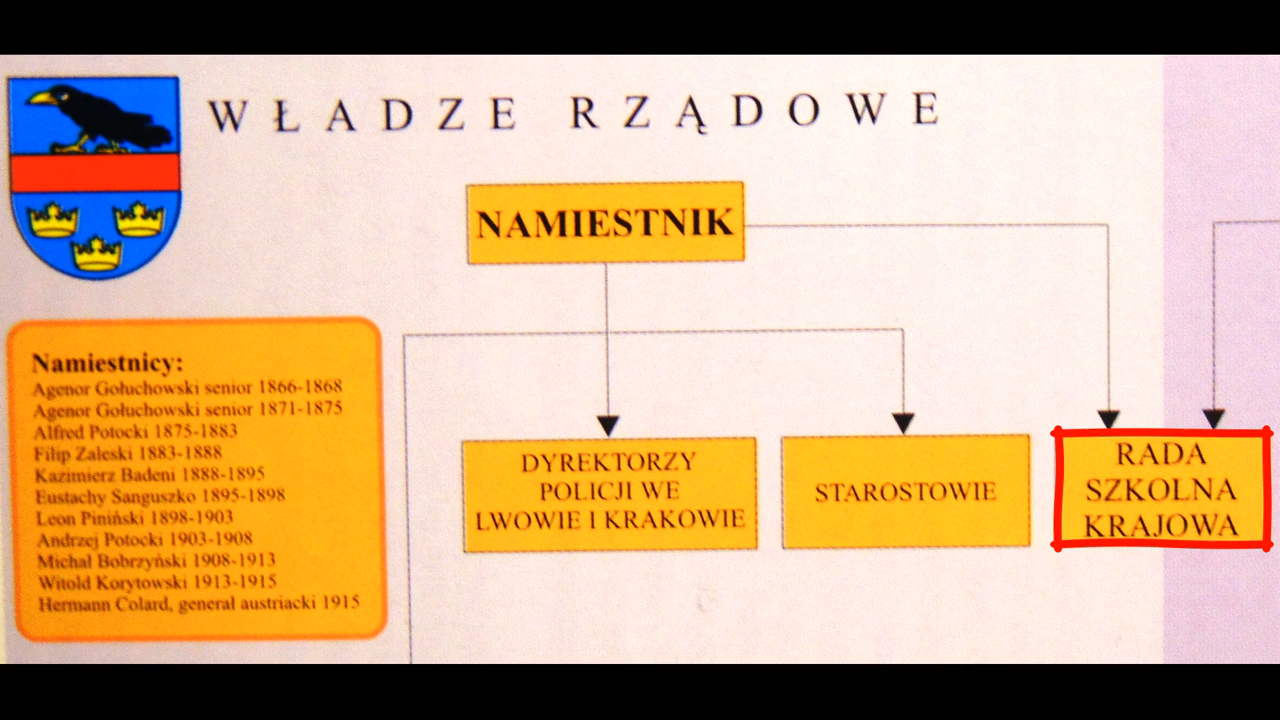 WŁADZE RZĄDOWE
NAMIESTNIK
Namiestnicy:
Agenor Gołuchowski senior 1866-1868
Agenor Gołuchowski senior 1871-1875
Alfred Potocki 1875-1883
Filip Zaleski 1883-1888
Kazimierz Badeni 1888-1895
Eustachy Sanguszko 1895-1898
Leon Piniński 1898-1903
Andrzej Potocki 1903-1908
Michał Bobrzyński 1908-1913
Witold Korytowski 1913-1915
Hermann Colard, generał austriacki 1915
DYREKTORZY
POLICJI WE
LWOWIE I KRAKOWIE
STAROSTOWIE
RADA
SZKOLNA
KRAJOWA